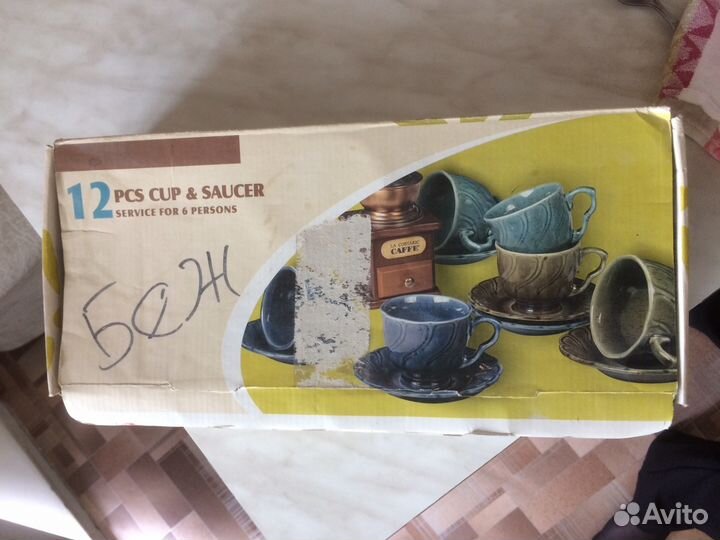 12 PCS CUP & SAUCER
SERVICE FOR 6 PERSONS
CAFFE
БеЖ
Avito